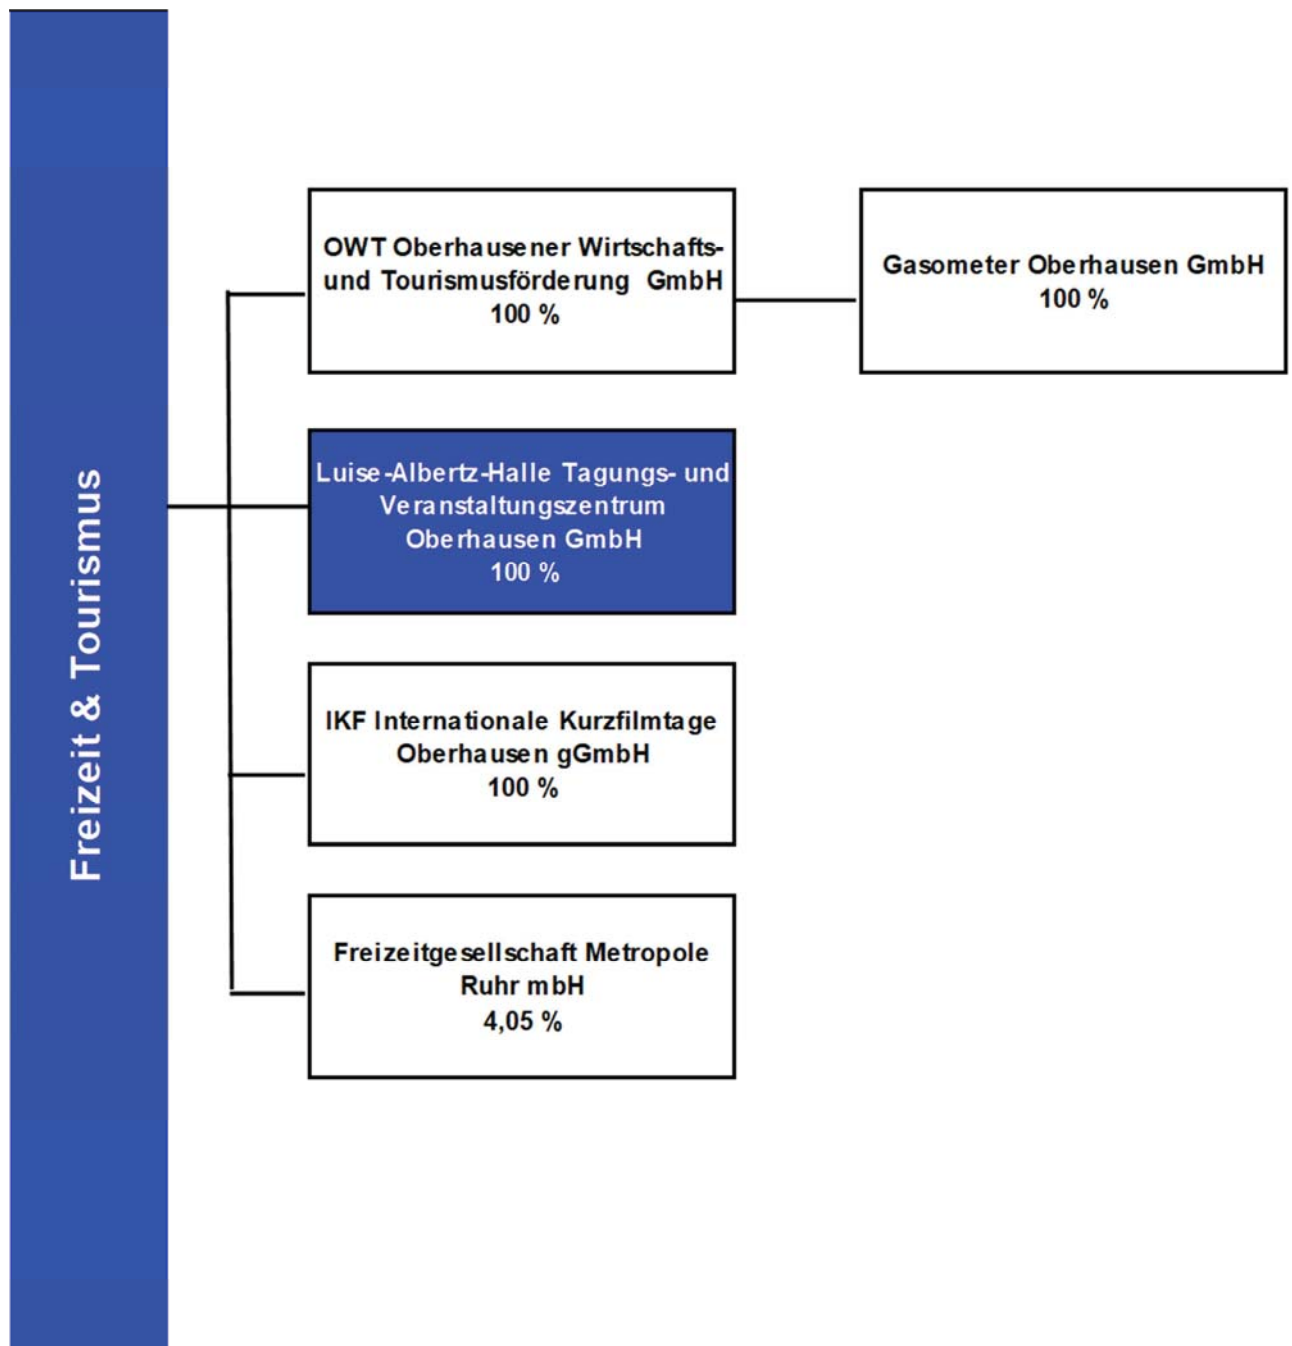 Freizeit & Tourismus
OWT Oberhausener Wirtschafts-
und Tourismusförderung GmbH
100 %
Gasometer Oberhausen GmbH
100 %
Luise-Albertz-Halle Tagungs- und
Veranstaltungszentrum
Oberhausen GmbH
100 %
IKF Internationale Kurzfilmtage
Oberhausen gGmbH
100 %
Freizeitgesellschaft Metropole
Ruhr mbH
4,05 %